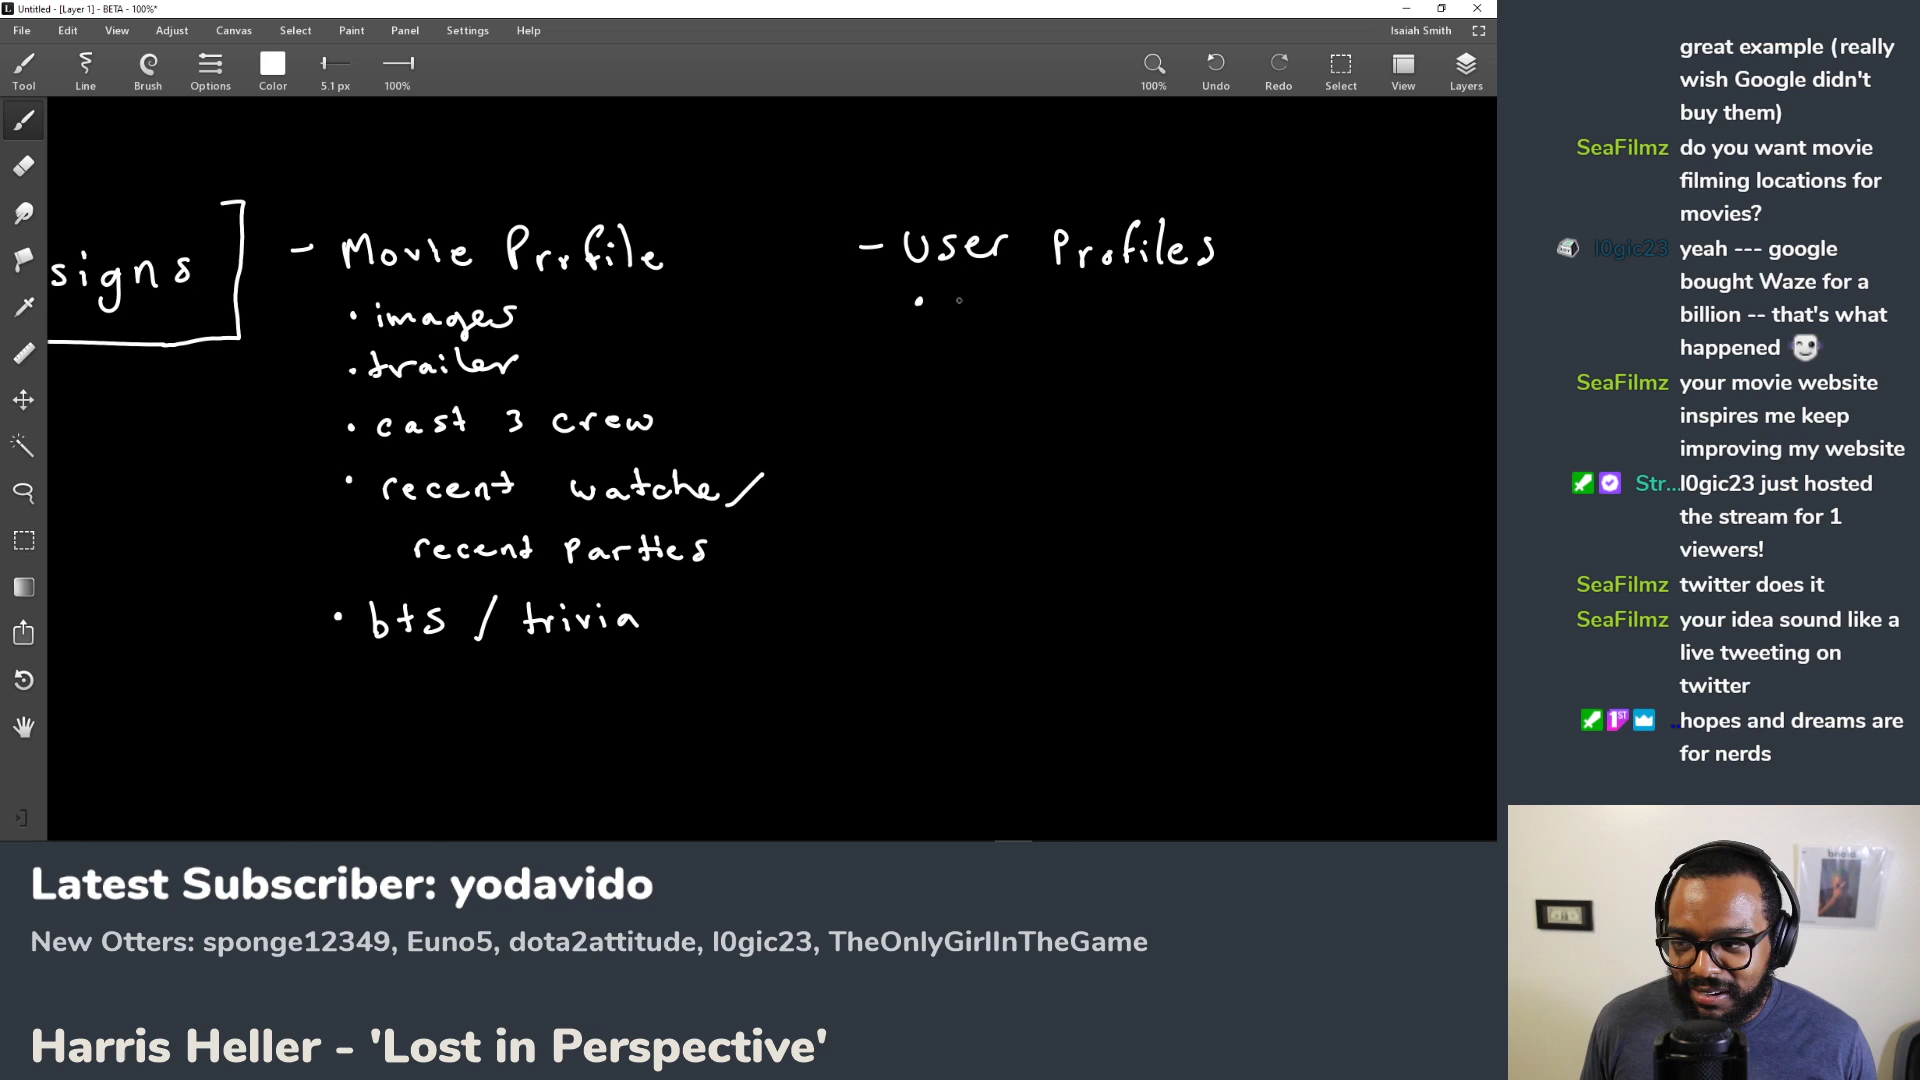 Untitled - [Layer 1] - BETA - 100%*
File Edit View Adjust Canvas Select Paint Panel Settings Help
Isaiah Smith
Tool Line Brush Options Color 5.1 px 100%
100% Undo Redo Select View Layers
signs
- Movie Profile
• images
• trailer
• cast 3 crew
• recent watche/
recent parties
• bts / trivia
- User Profiles
•
great example (really
wish Google didn't
buy them)
SeaFilmz do you want movie
filming locations for
movies?
l0gic23 yeah --- google
bought Waze for a
billion -- that's what
happened
SeaFilmz your movie website
inspires me keep
improving my website
Str... l0gic23 just hosted
the stream for 1
viewers!
SeaFilmz twitter does it
SeaFilmz your idea sound like a
live tweeting on
twitter
1ST .. hopes and dreams are
for nerds
Latest Subscriber: yodavido
New Otters: sponge12349, Euno5, dota2attitude, l0gic23, TheOnlyGirlInTheGame
Harris Heller - 'Lost in Perspective'